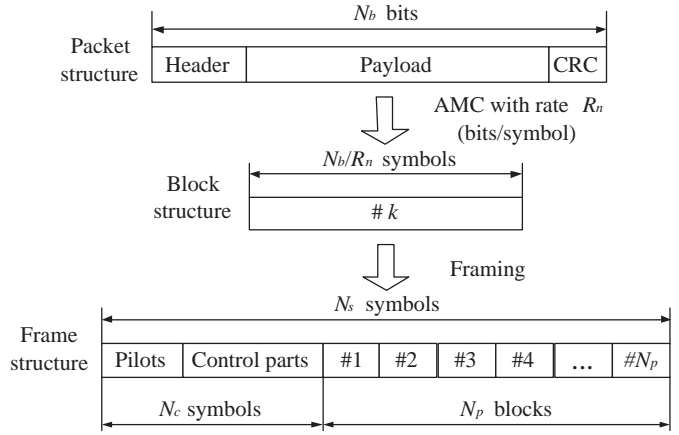 N_b bits
Packet structure
Header Payload CRC
AMC with rate R_n
(bits/symbol)
N_b/R_n symbols
Block structure
# k
Framing
N_s symbols
Frame structure
Pilots Control parts #1 #2 #3 #4 ... #N_p
N_c symbols N_p blocks